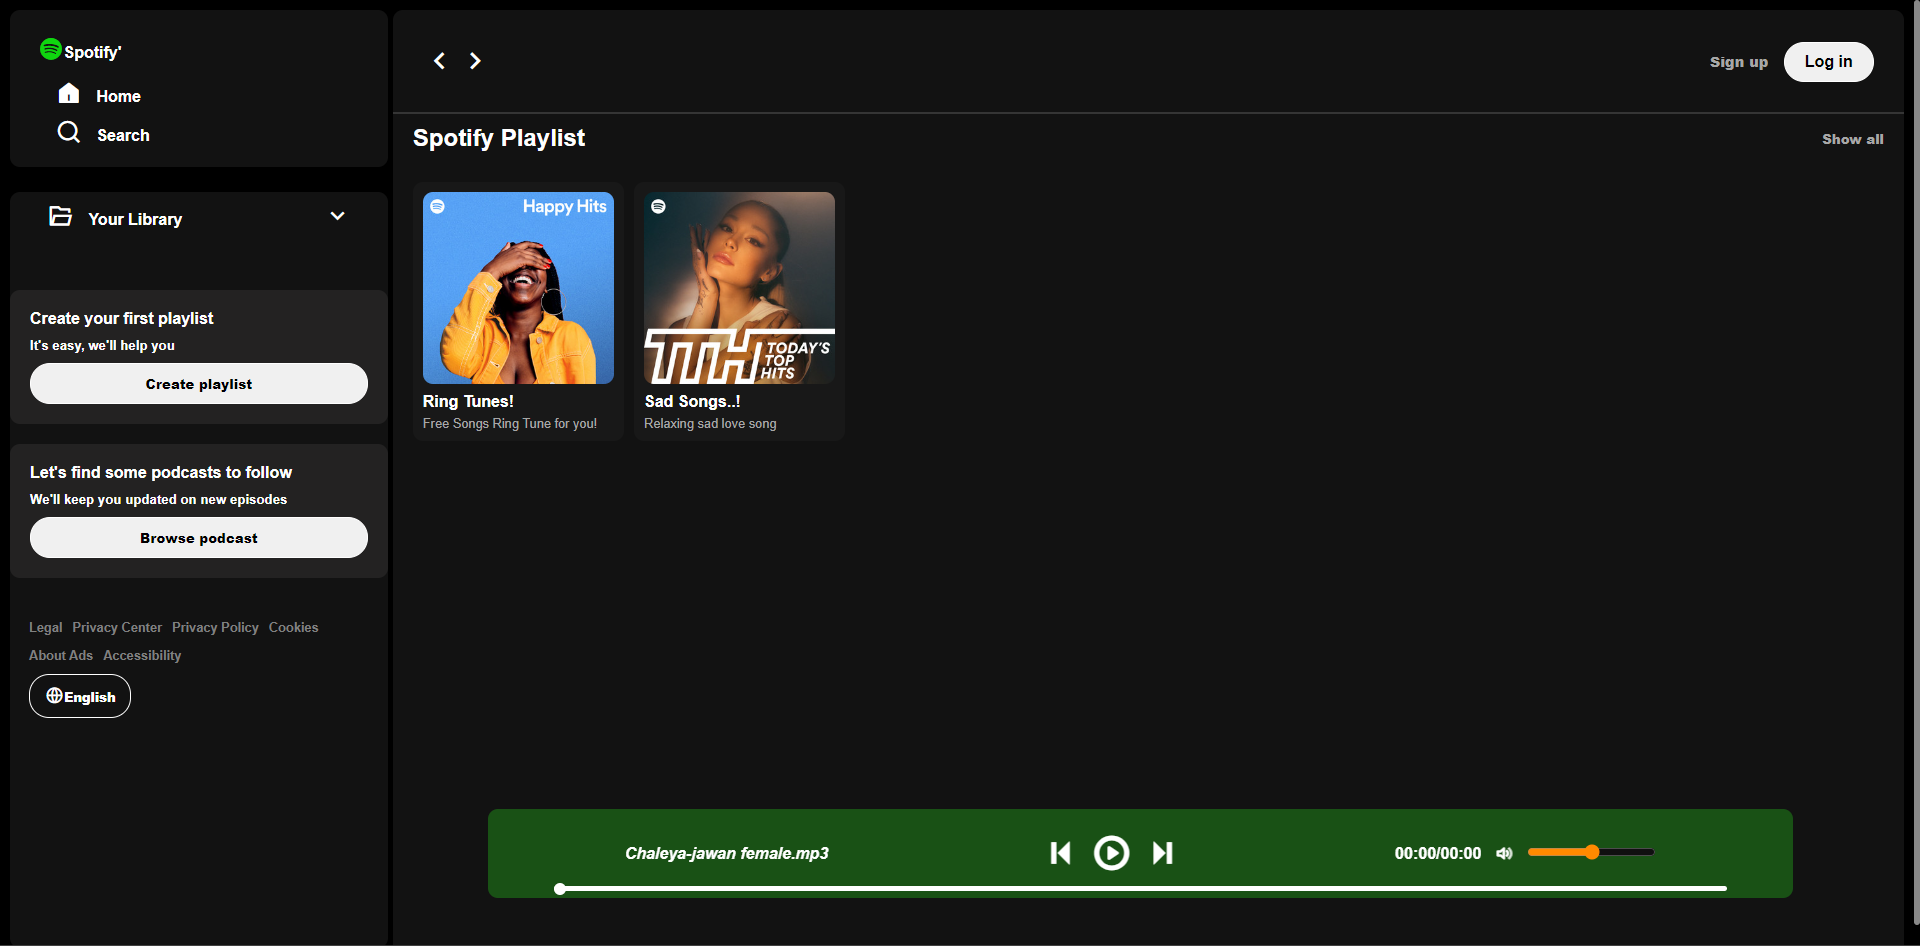 Spotify'
Home
Search
Your Library
Create your first playlist
It's easy, we'll help you
Create playlist
Let's find some podcasts to follow
We'll keep you updated on new episodes
Browse podcast
Legal Privacy Center Privacy Policy Cookies
About Ads Accessibility
English
Sign up Log in
Spotify Playlist
Show all
Happy Hits
Ring Tunes!
Free Songs Ring Tune for you!
TTH
TODAY'S
TOP
HITS
Sad Songs..!
Relaxing sad love song
Chaleya-jawan female.mp3
00:00/00:00